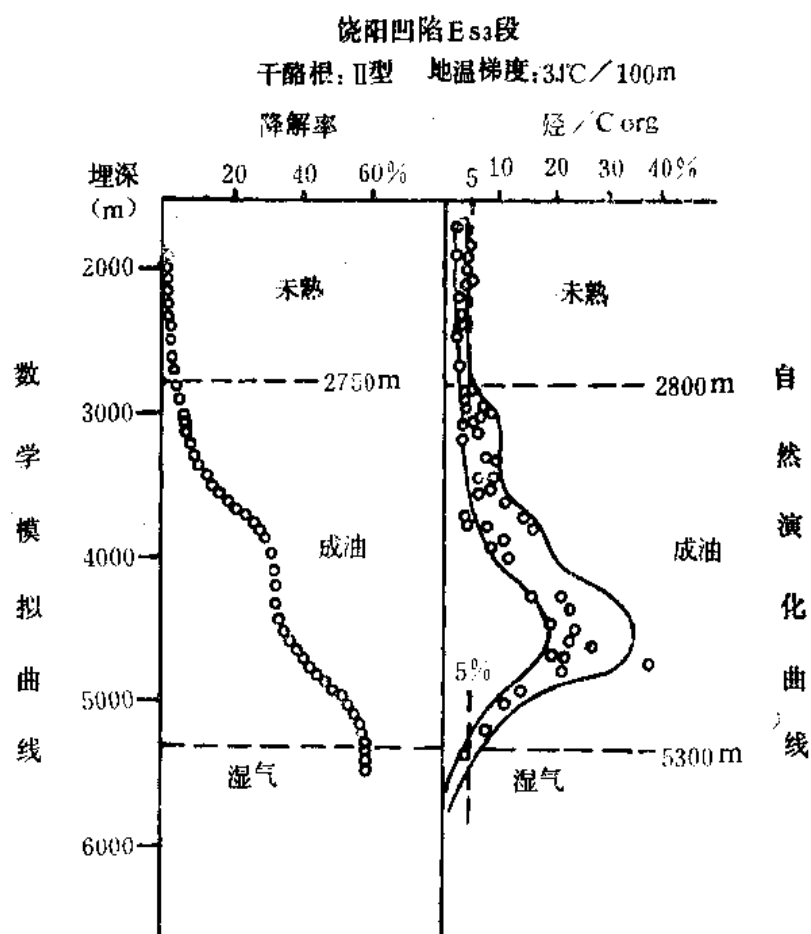 饶阳凹陷Es3段
干酪根:II型 地温梯度:3.1℃/100m
降解率
烃/C org
埋深
(m)
20 40 60%
5 10 20 30 40%
2000
3000
4000
5000
6000
未熟
2750m
成油
湿气
未熟
2800m
成油
5%
5300m
湿气
数学模拟曲线
自然演化曲线